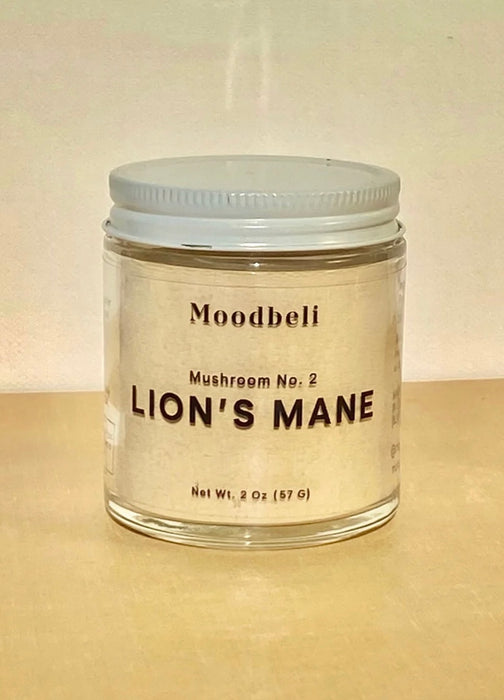 Moodbeli
Mushroom No. 2
LION'S MANE
Net Wt. 2 Oz (57 G)